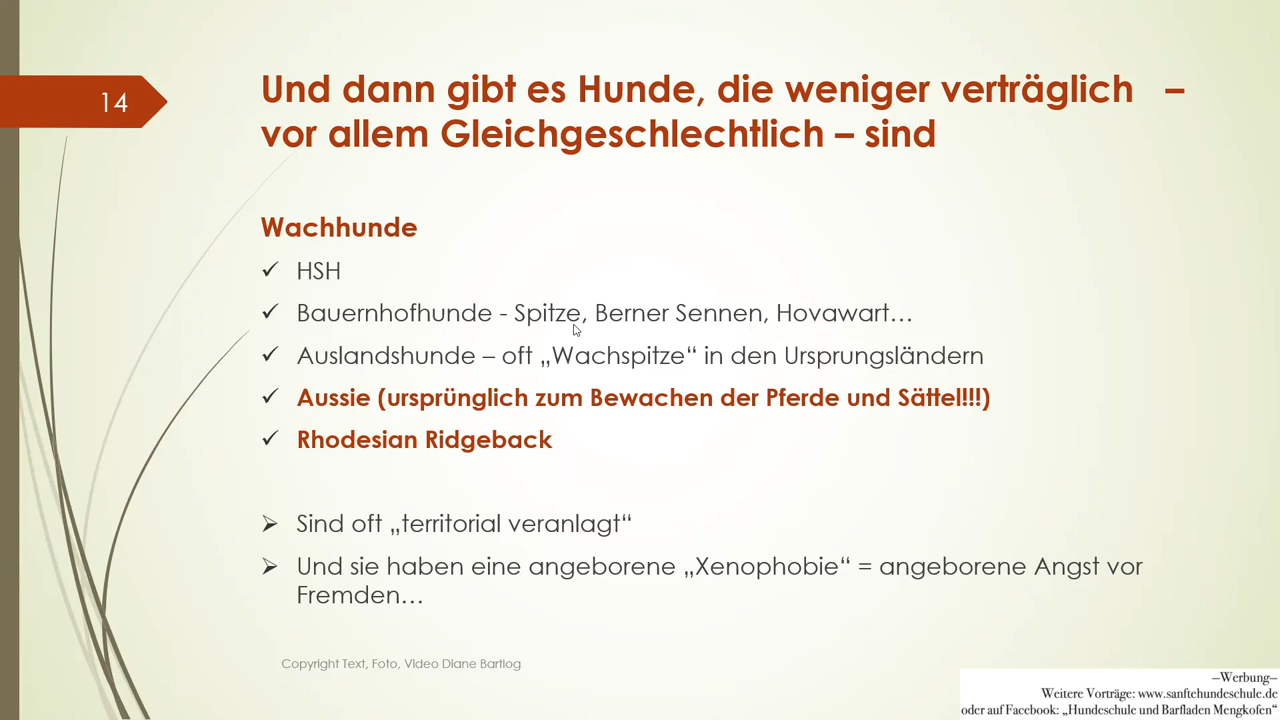 14
Und dann gibt es Hunde, die weniger verträglich –
vor allem Gleichgeschlechtlich – sind
Wachhunde
✓ HSH
✓ Bauernhofhunde - Spitze, Berner Sennen, Hovawart…
✓ Auslandshunde – oft „Wachspitze“ in den Ursprungsländern
✓ Aussie (ursprünglich zum Bewachen der Pferde und Sättel!!!)
✓ Rhodesian Ridgeback
➢ Sind oft „territorial veranlagt“
➢ Und sie haben eine angeborene „Xenophobie“ = angeborene Angst vor
Fremden…
Copyright Text, Foto, Video Diane Bartlog
—Werbung—
Weitere Vorträge: www.sanftehundeschule.de
oder auf Facebook: „Hundeschule und Barfladen Mengkofen“